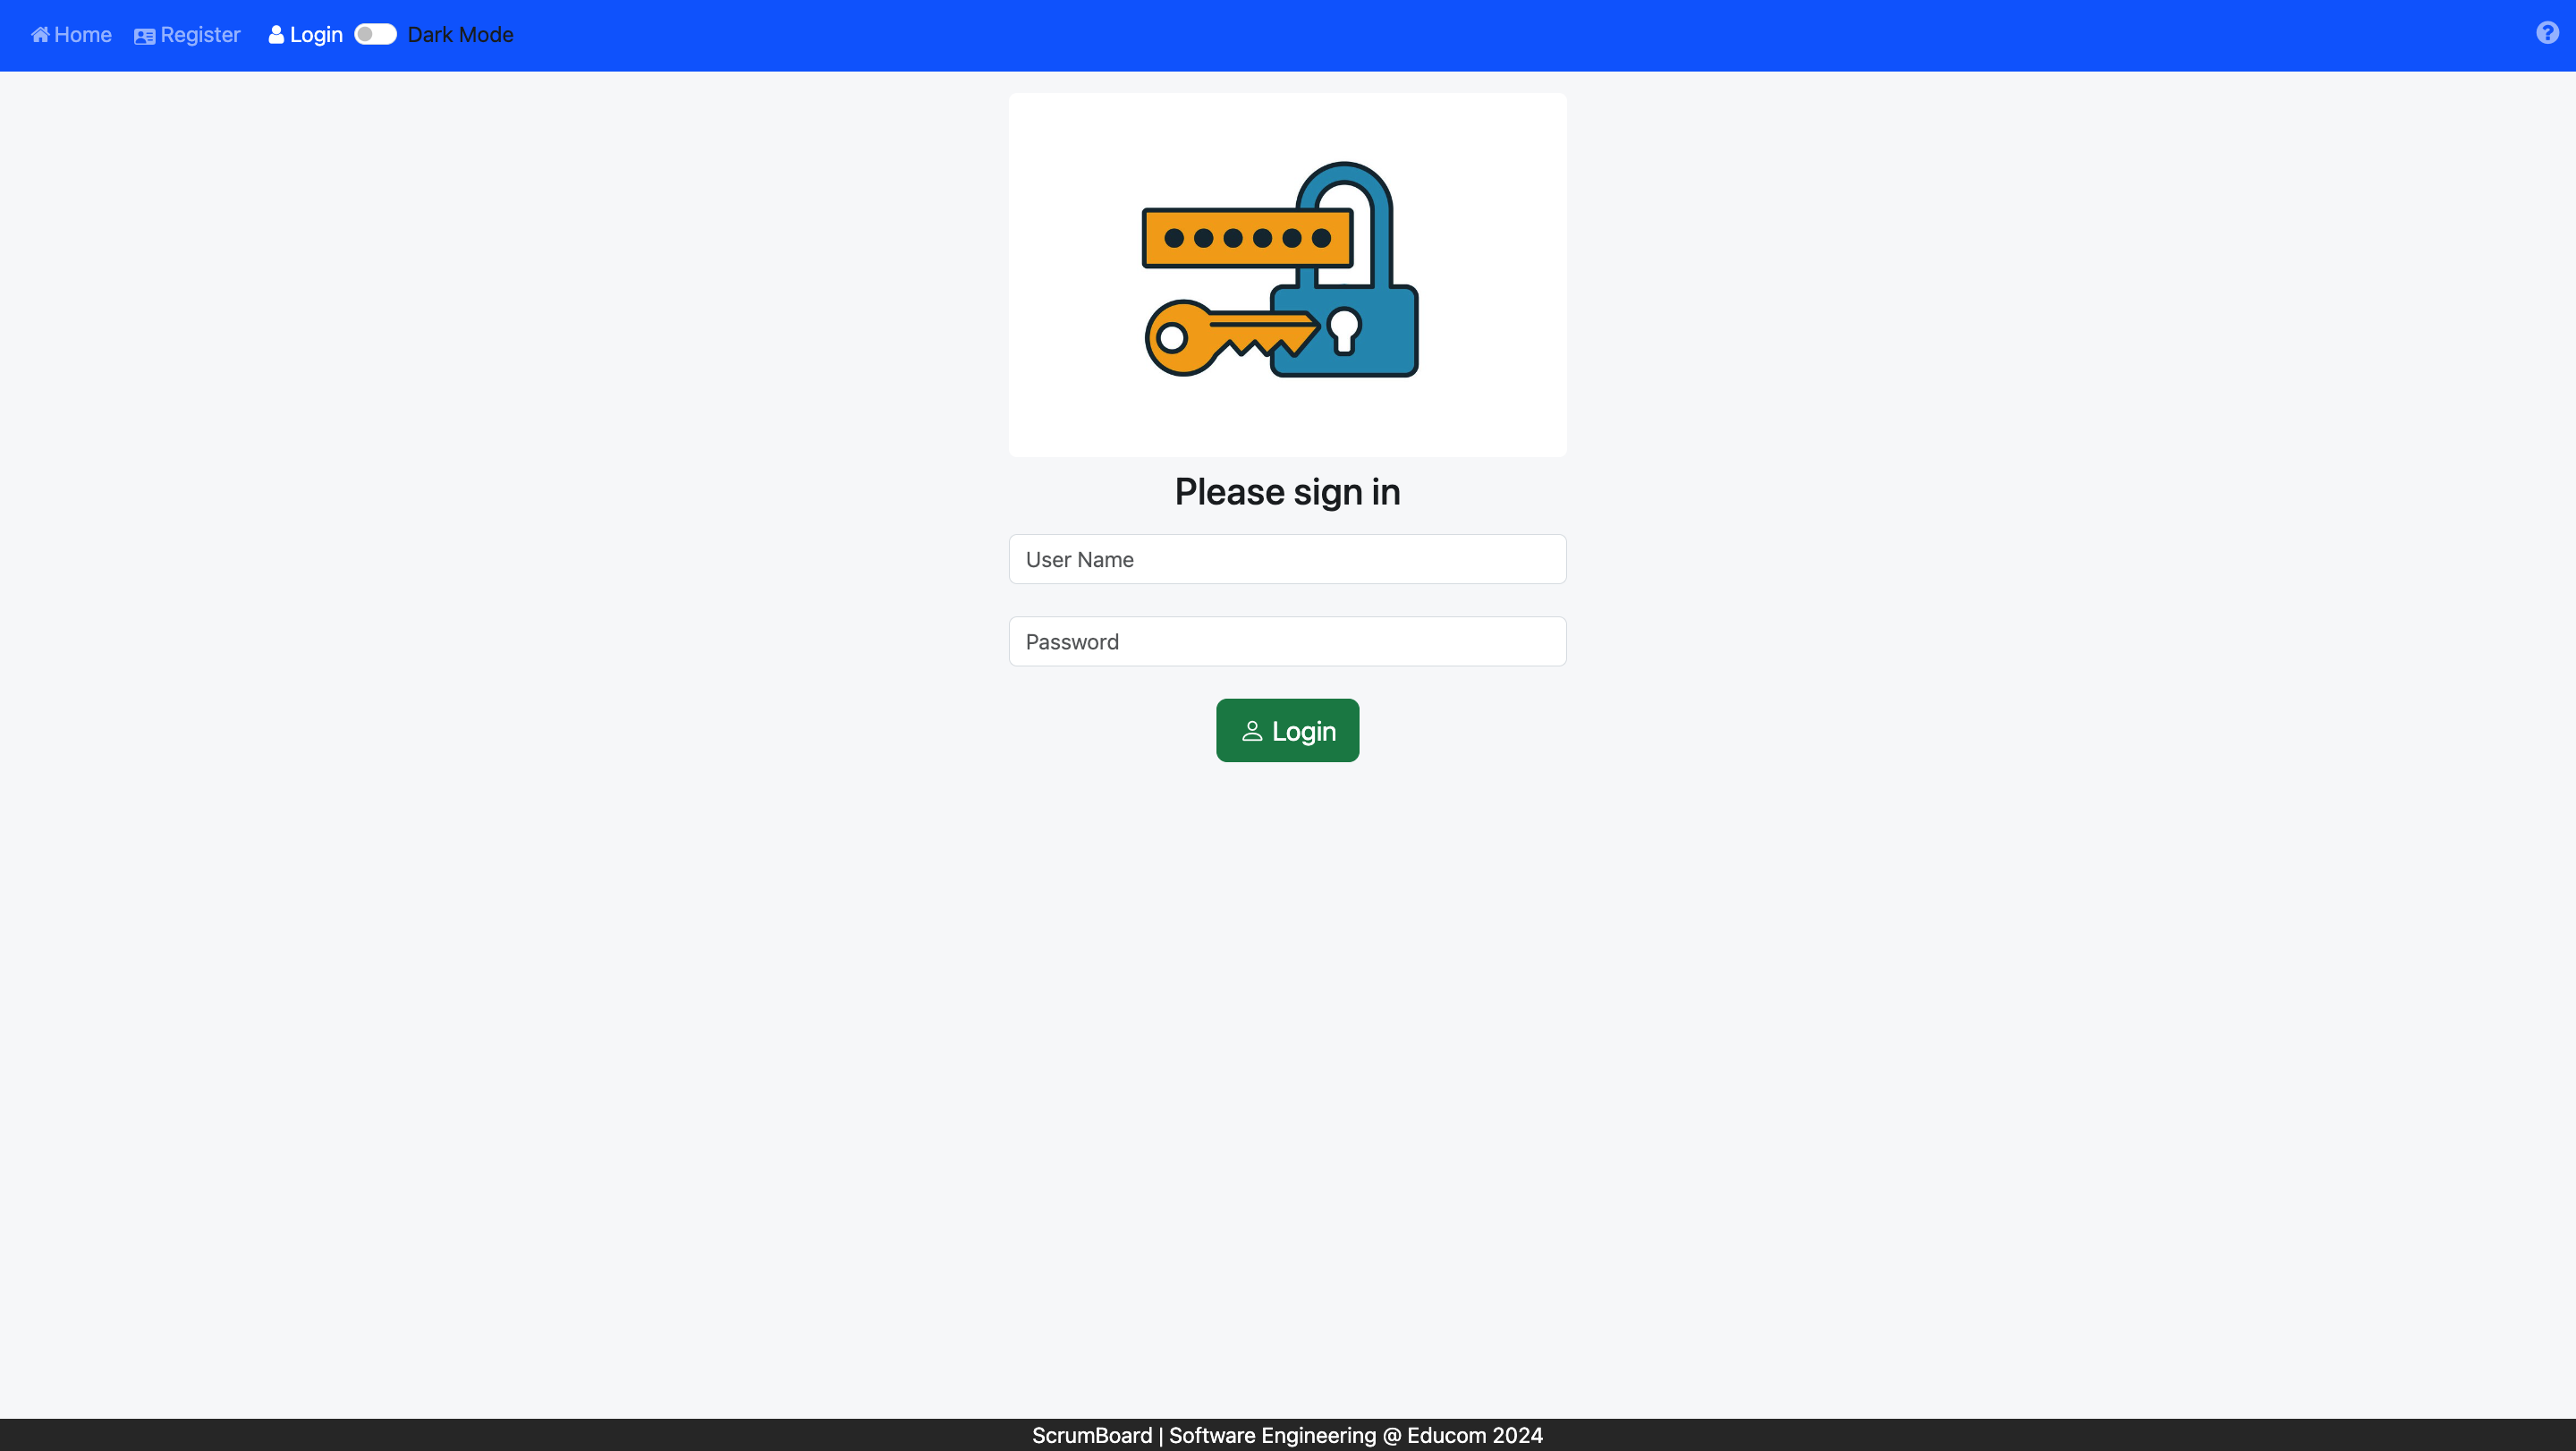 Home Register Login Dark Mode
Please sign in
User Name
Password
Login
ScrumBoard | Software Engineering @ Educom 2024